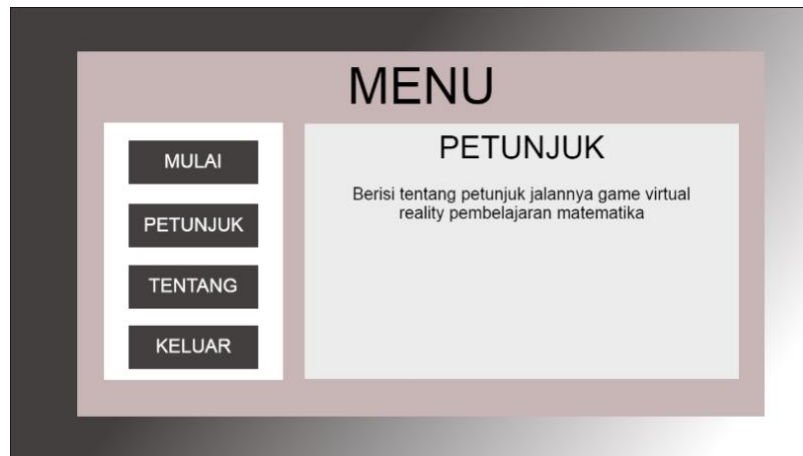 MENU
MULAI
PETUNJUK
TENTANG
KELUAR
PETUNJUK
Berisi tentang petunjuk jalannya game virtual
reality pembelajaran matematika